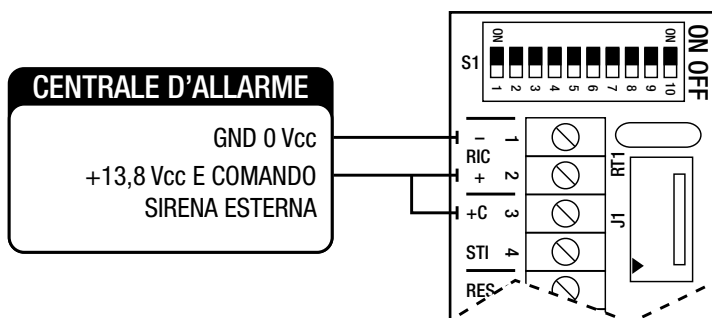 CENTRALE D'ALLARME
GND 0 Vcc
+13,8 Vcc E COMANDO
SIRENA ESTERNA
S1
ON ON
1 2 3 4 5 6 7 8 9 10
ON OFF
- 1
RIC
+ 2
+C 3
STI 4
RES
RT1
J1